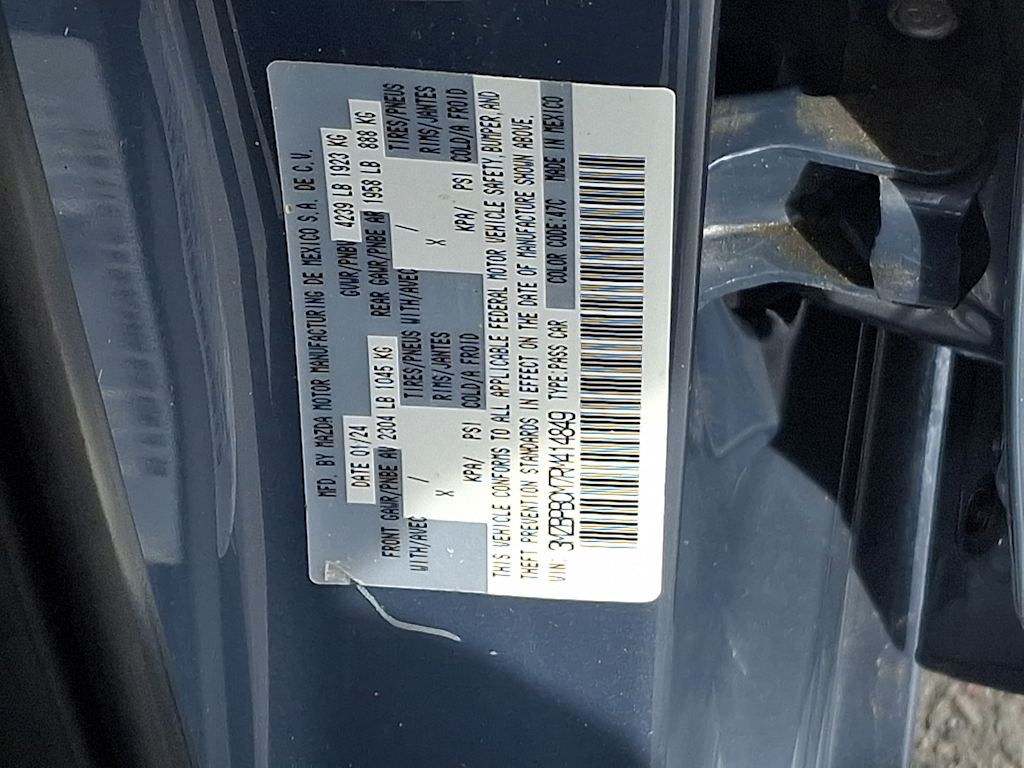 MFD. BY MAZDA MOTOR MANUFACTURING DE MEXICO S.A. DE C.V.
DATE 01/24 GVWR/PNBV 4239 LB 1923 KG
FRONT GAWR/PNBE AV 2304 LB 1045 KG REAR GAWR/PNBE AR 1958 LB 888 KG
WITH/AVEC / TIRES/PNEUS WITH/AVEC / TIRES/PNEUS
X RIMS/JANTES X RIMS/JANTES
KPA/ PSI COLD/A FROID KPA/ PSI COLD/A FROID
THIS VEHICLE CONFORMS TO ALL APPLICABLE FEDERAL MOTOR VEHICLE SAFETY, BUMPER, AND
THEFT PREVENTION STANDARDS IN EFFECT ON THE DATE OF MANUFACTURE SHOWN ABOVE.
VIN: 3MZBPBCM7RM414849 TYPE: PASS CAR COLOR CODE: 47C MADE IN MEXICO